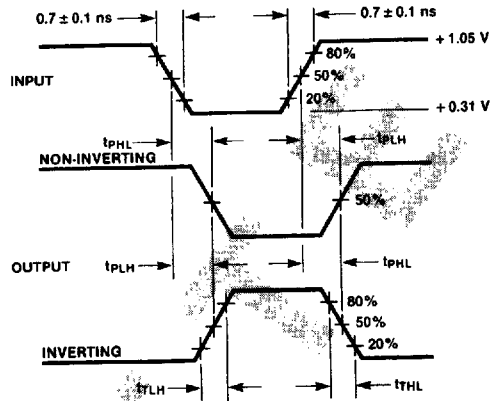 0.7 ± 0.1 ns
0.7 ± 0.1 ns
+ 1.05 V
80%
INPUT
50%
20%
+ 0.31 V
tPHL
tPLH
NON-INVERTING
50%
OUTPUT
tPLH
tPHL
80%
50%
20%
INVERTING
tTLH
tTHL